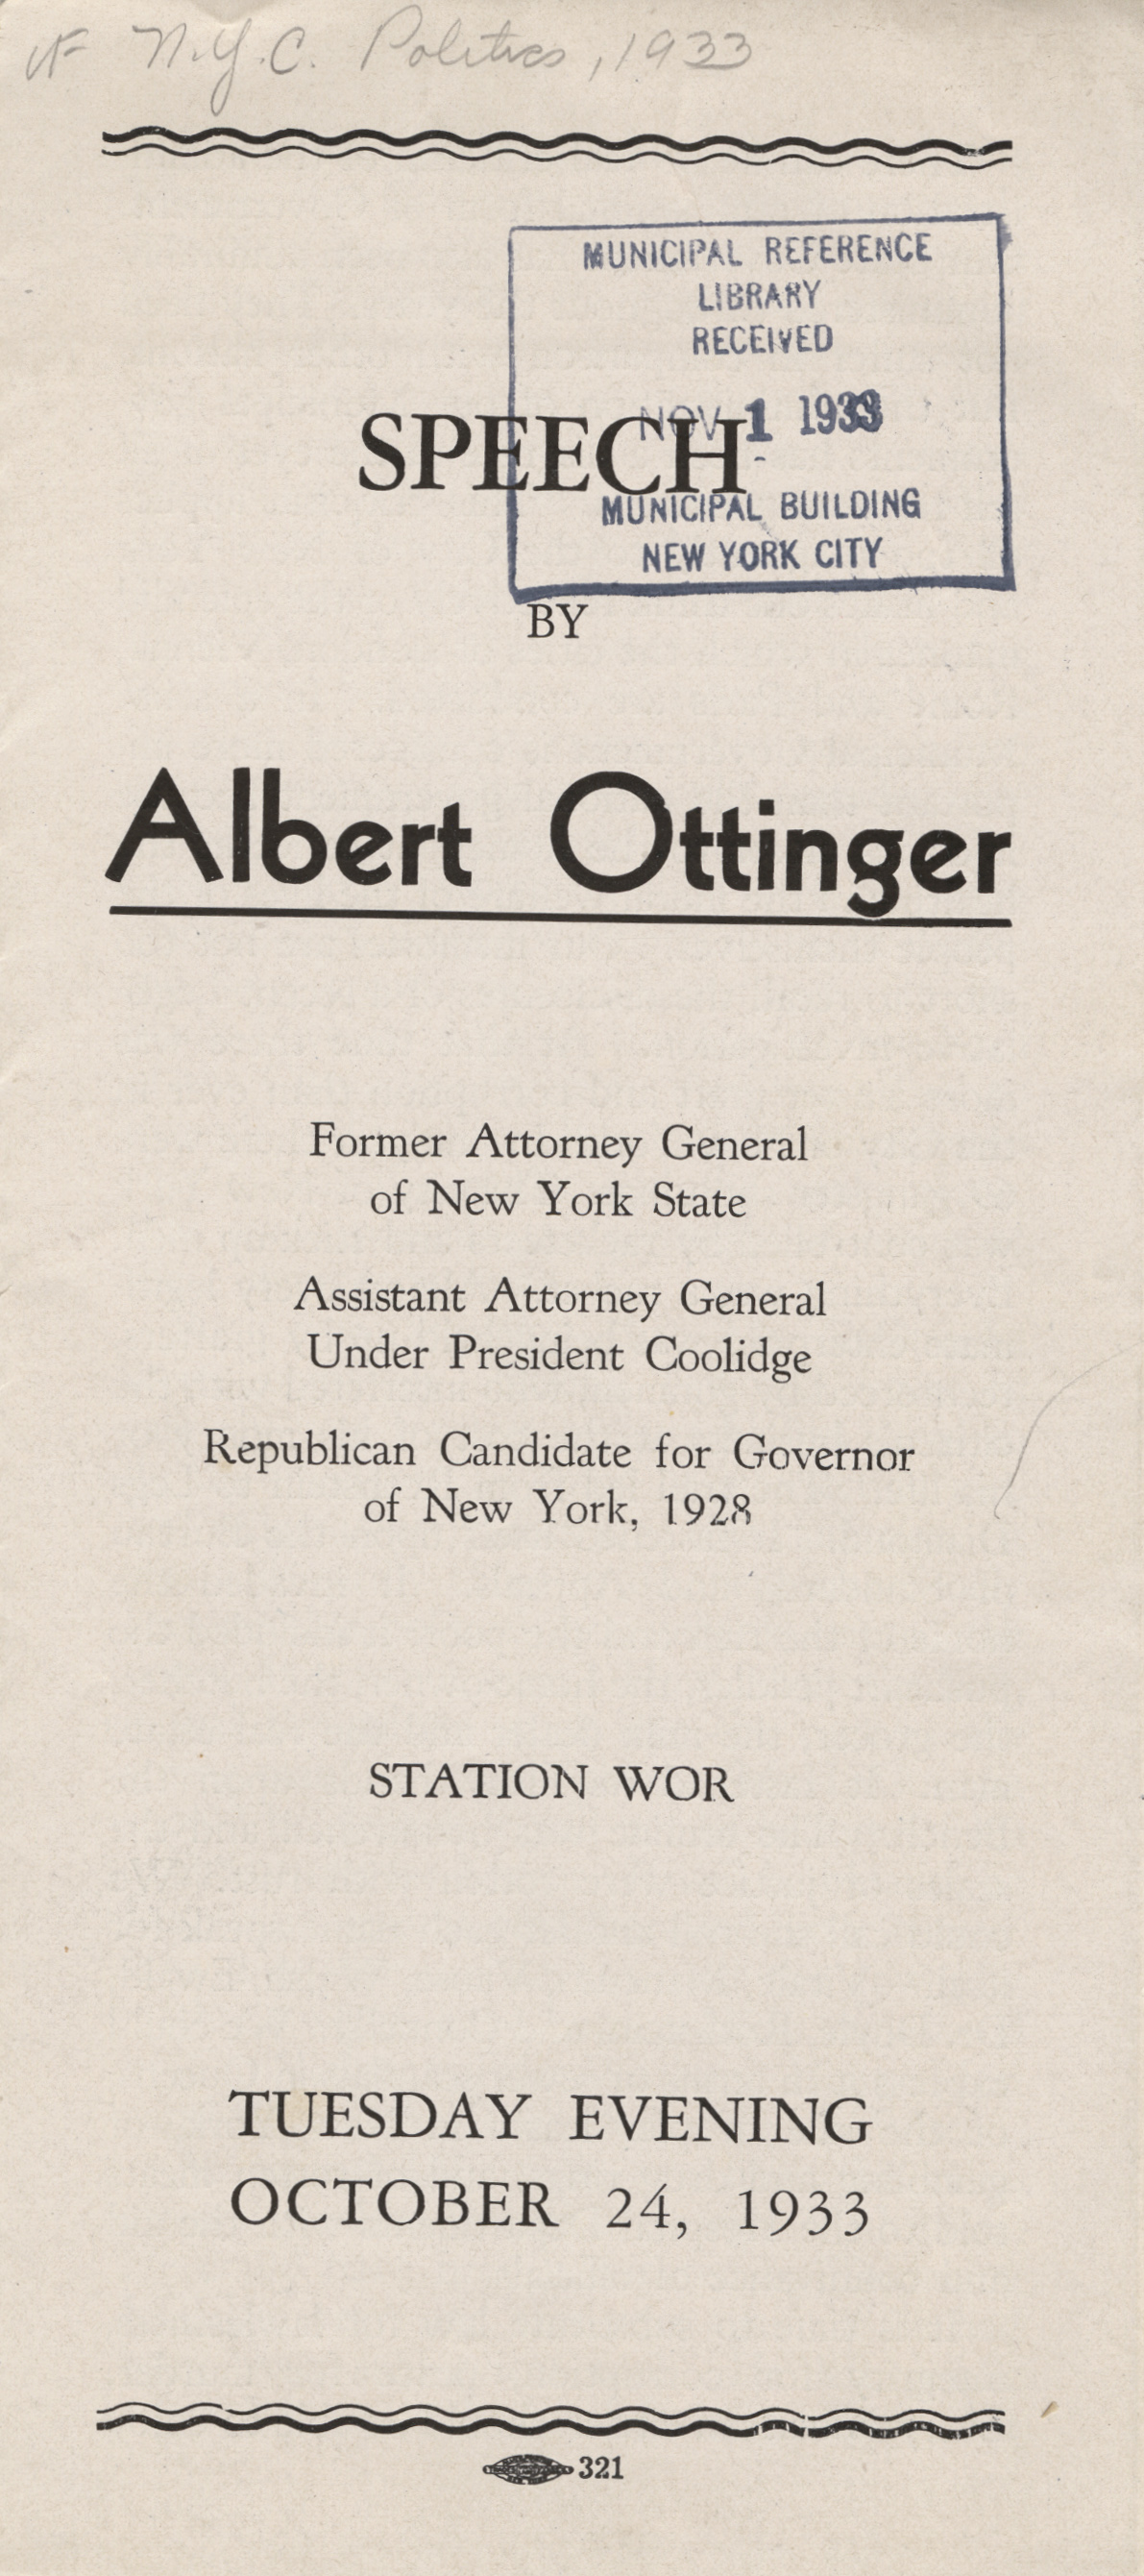 VF N.Y.C. Politics, 1933
MUNICIPAL REFERENCE
LIBRARY
RECEIVED
NOV 1 1933
MUNICIPAL BUILDING
NEW YORK CITY
SPEECH
BY
Albert Ottinger
Former Attorney General
of New York State
Assistant Attorney General
Under President Coolidge
Republican Candidate for Governor
of New York, 1928
STATION WOR
TUESDAY EVENING
OCTOBER 24, 1933
321